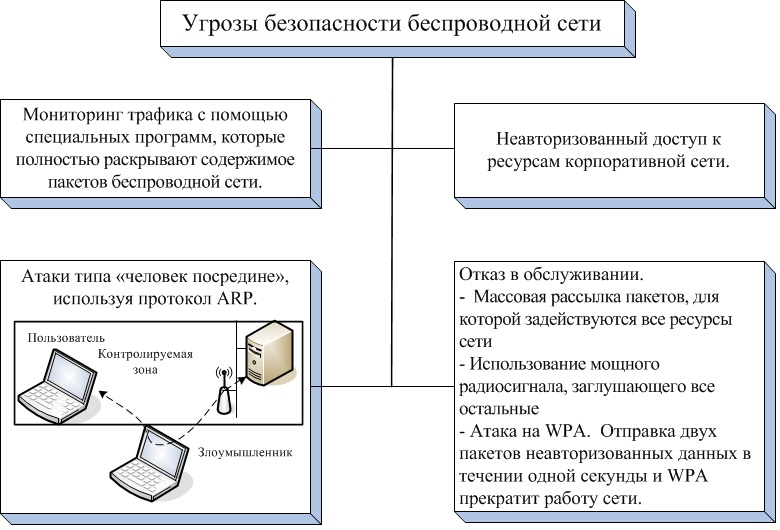 Угрозы безопасности беспроводной сети
Мониторинг трафика с помощью
специальных программ, которые
полностью раскрывают содержимое
пакетов беспроводной сети.
Неавторизованный доступ к
ресурсам корпоративной сети.
Атаки типа «человек посредине»,
используя протокол ARP.
Пользователь
Контролируемая
зона
Злоумышленник
Отказ в обслуживании.
- Массовая рассылка пакетов, для
которой задействуются все ресурсы
сети
- Использование мощного
радиосигнала, заглушающего все
остальные
- Атака на WPA. Отправка двух
пакетов неавторизованных данных в
течении одной секунды и WPA
прекратит работу сети.